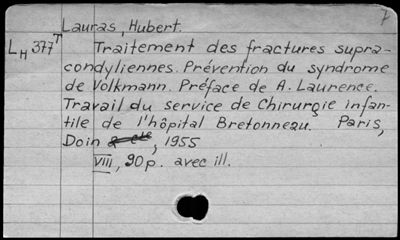 7
Lauras, Hubert.
LH 377 T Traitement des fractures supra-
condyliennes. Prévention du syndrome
de Volkmann. Préface de A. Laurence.
Travail du service de Chirurgie infan-
tile de l'hôpital Bretonneau. Paris,
Doin, 1955
VIII, 90 p. avec ill.